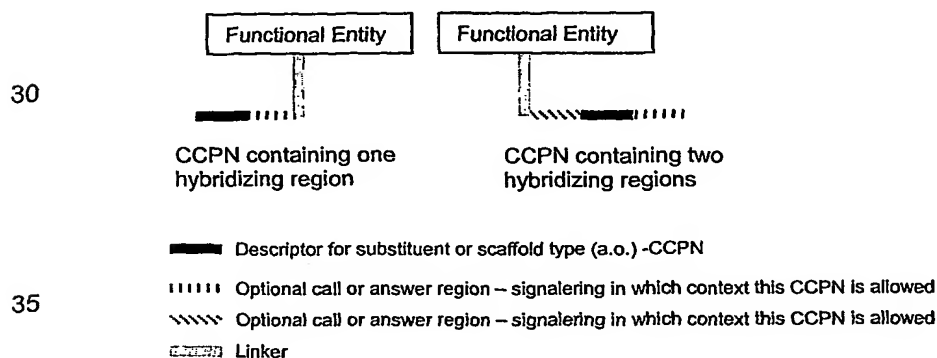 Functional Entity Functional Entity
30
CCPN containing one hybridizing region
CCPN containing two hybridizing regions
Descriptor for substituent or scaffold type (a.o.) -CCPN
35
Optional call or answer region – signalering in which context this CCPN is allowed
Optional call or answer region – signalering in which context this CCPN is allowed
Linker